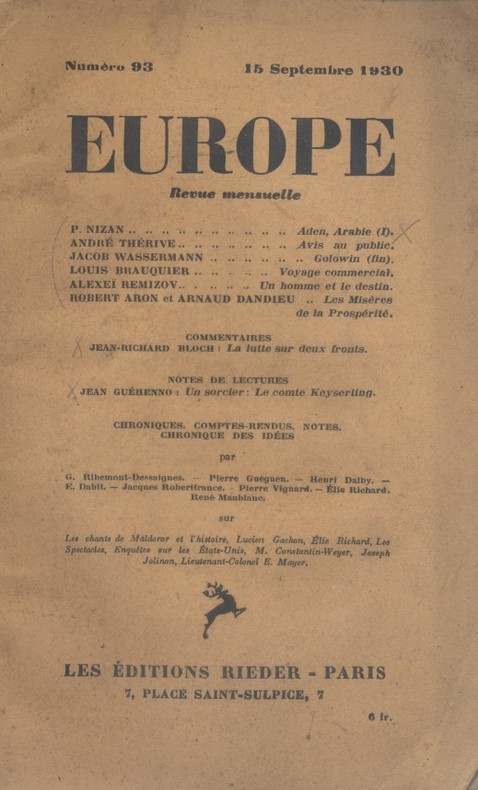 Numéro 93 15 Septembre 1930
EUROPE
Revue mensuelle
P. NIZAN .. .. .. .. .. .. .. .. .. .. Aden, Arabie (I).
ANDRÉ THÉRIVE .. .. .. .. .. .. .. Avis au public.
JACOB WASSERMANN .. .. .. .. .. .. Golowin (fin).
LOUIS BRAUQUIER .. .. .. .. .. Voyage commercial.
ALEXEÏ REMIZOV .. .. .. .. .. Un homme et le destin.
ROBERT ARON et ARNAUD DANDIEU .. Les Misères
de la Prospérité.
COMMENTAIRES
JEAN-RICHARD BLOCH : La lutte sur deux fronts.
NOTES DE LECTURES
JEAN GUÉHENNO : Un sorcier : Le comte Keyserling.
CHRONIQUES, COMPTES-RENDUS, NOTES,
CHRONIQUE DES IDÉES
par
G. Ribemont-Dessaignes. — Pierre Guéguen. — Henri Dalby. —
E. Dabit. — Jacques Robertfrance. - Pierre Vignard. — Élie Richard.
René Maublanc.
sur
Les chants de Maldoror et l'histoire, Lucien Gachon, Élie Richard, Les
Spectacles, Enquêtes sur les États-Unis, M. Constantin-Weyer, Joseph
Jolinon, Lieutenant-Colonel E. Mayer.
LES ÉDITIONS RIEDER - PARIS
7, PLACE SAINT-SULPICE, 7
6 fr.